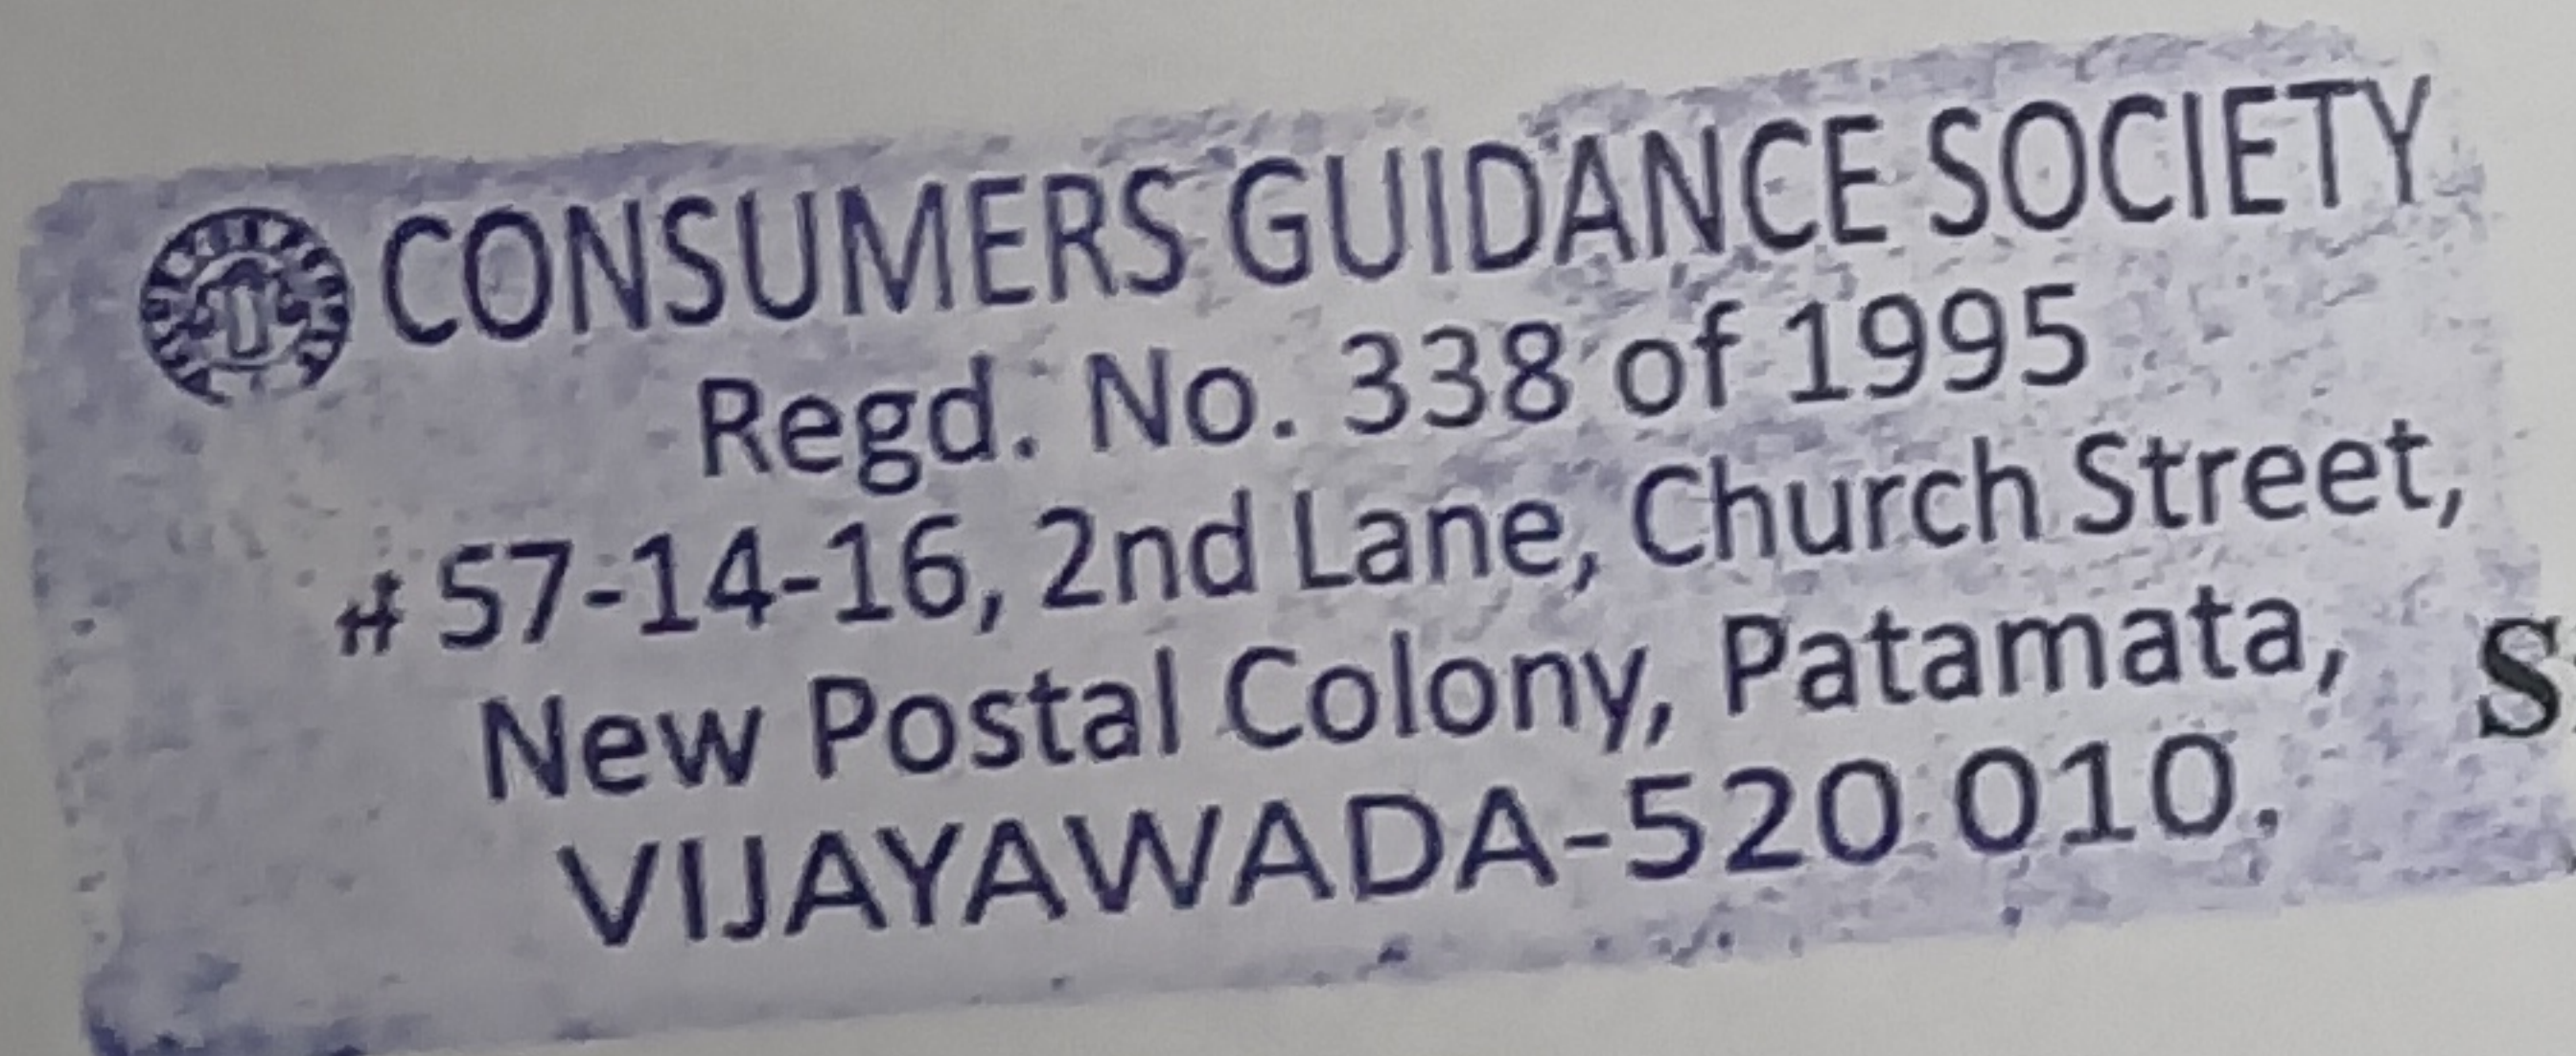 CONSUMERS GUIDANCE SOCIETY
Regd. No. 338 of 1995
# 57-14-16, 2nd Lane, Church Street,
New Postal Colony, Patamata,
VIJAYAWADA-520 010.
S